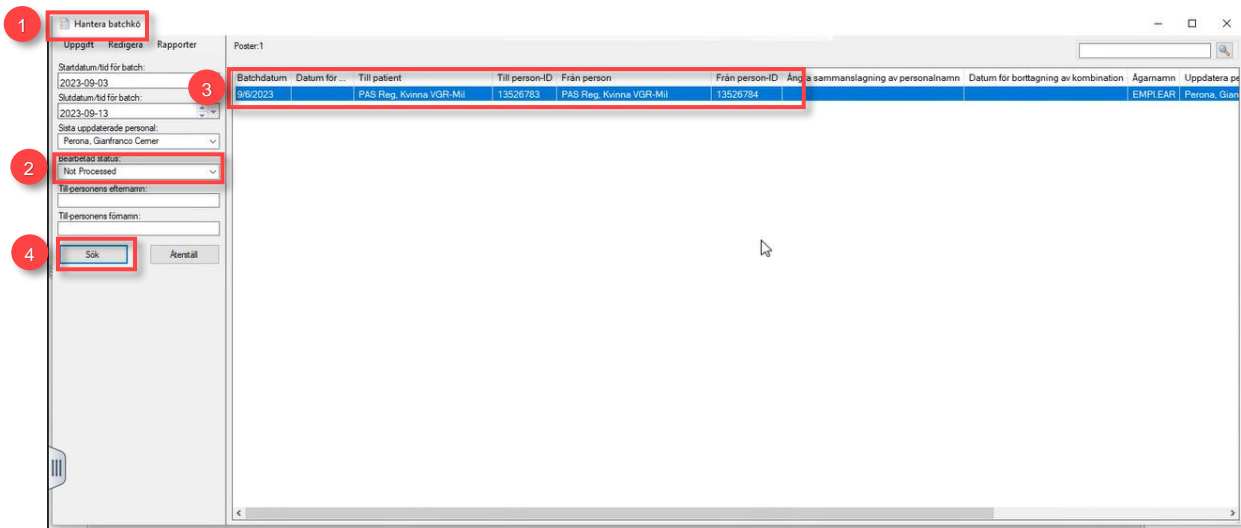 1
Hantera batchkö
Uppgift Redigera Rapporter
Poster:1
Startdatum/tid för batch:
2023-09-03
Slutdatum/tid för batch:
2023-09-13
Sista uppdaterade personal:
Perona, Gianfranco Cerner
2
Bearbetad status:
Not Processed
Till-personens efternamn:
Till-personens förnamn:
4
Sök Återställ
3
Batchdatum Datum för ... Till patient Till person-ID Från person Från person-ID Ångra sammanslagning av personalnamn Datum för borttagning av kombination Ägarnamn Uppdatera pe
9/6/2023 PAS Reg, Kvinna VGR-Mil 13526783 PAS Reg, Kvinna VGR-Mil 13526784 EMPI.EAR Perona, Gian